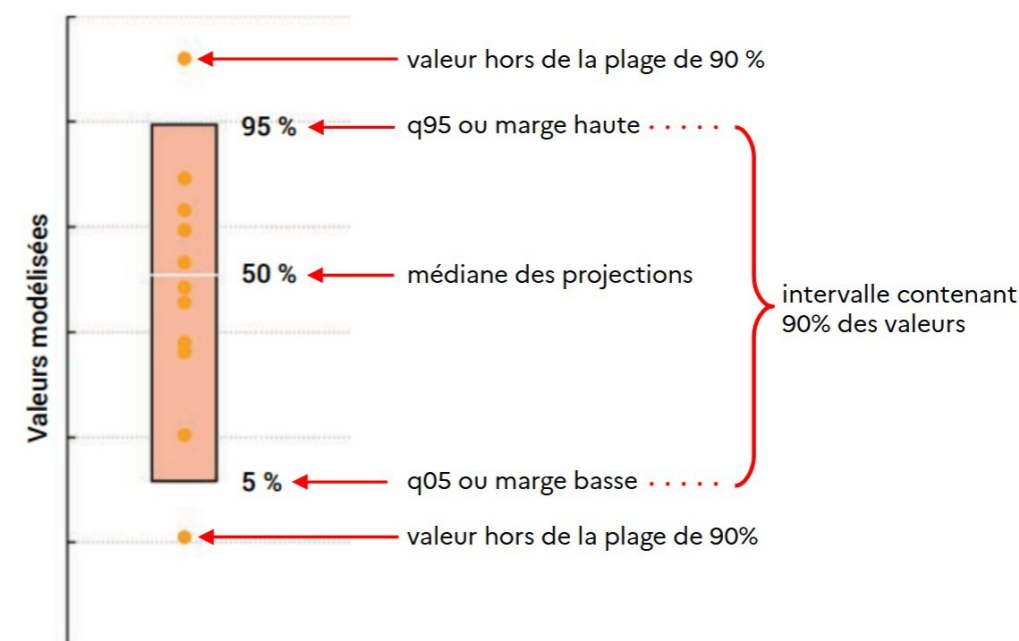 valeur hors de la plage de 90 %
95 %
q95 ou marge haute . . . . . .
50 %
médiane des projections
intervalle contenant
90% des valeurs
Valeurs modélisées
5 %
q05 ou marge basse . . . . . .
valeur hors de la plage de 90%